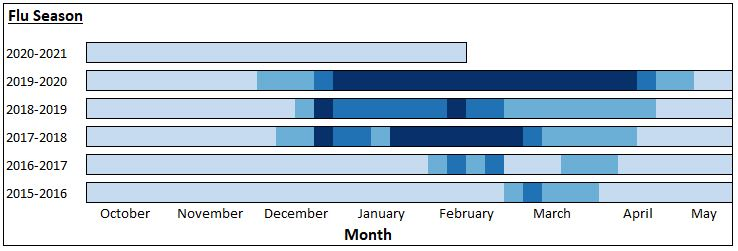 Flu Season
2020-2021
2019-2020
2018-2019
2017-2018
2016-2017
2015-2016
October November December January February March April May
Month